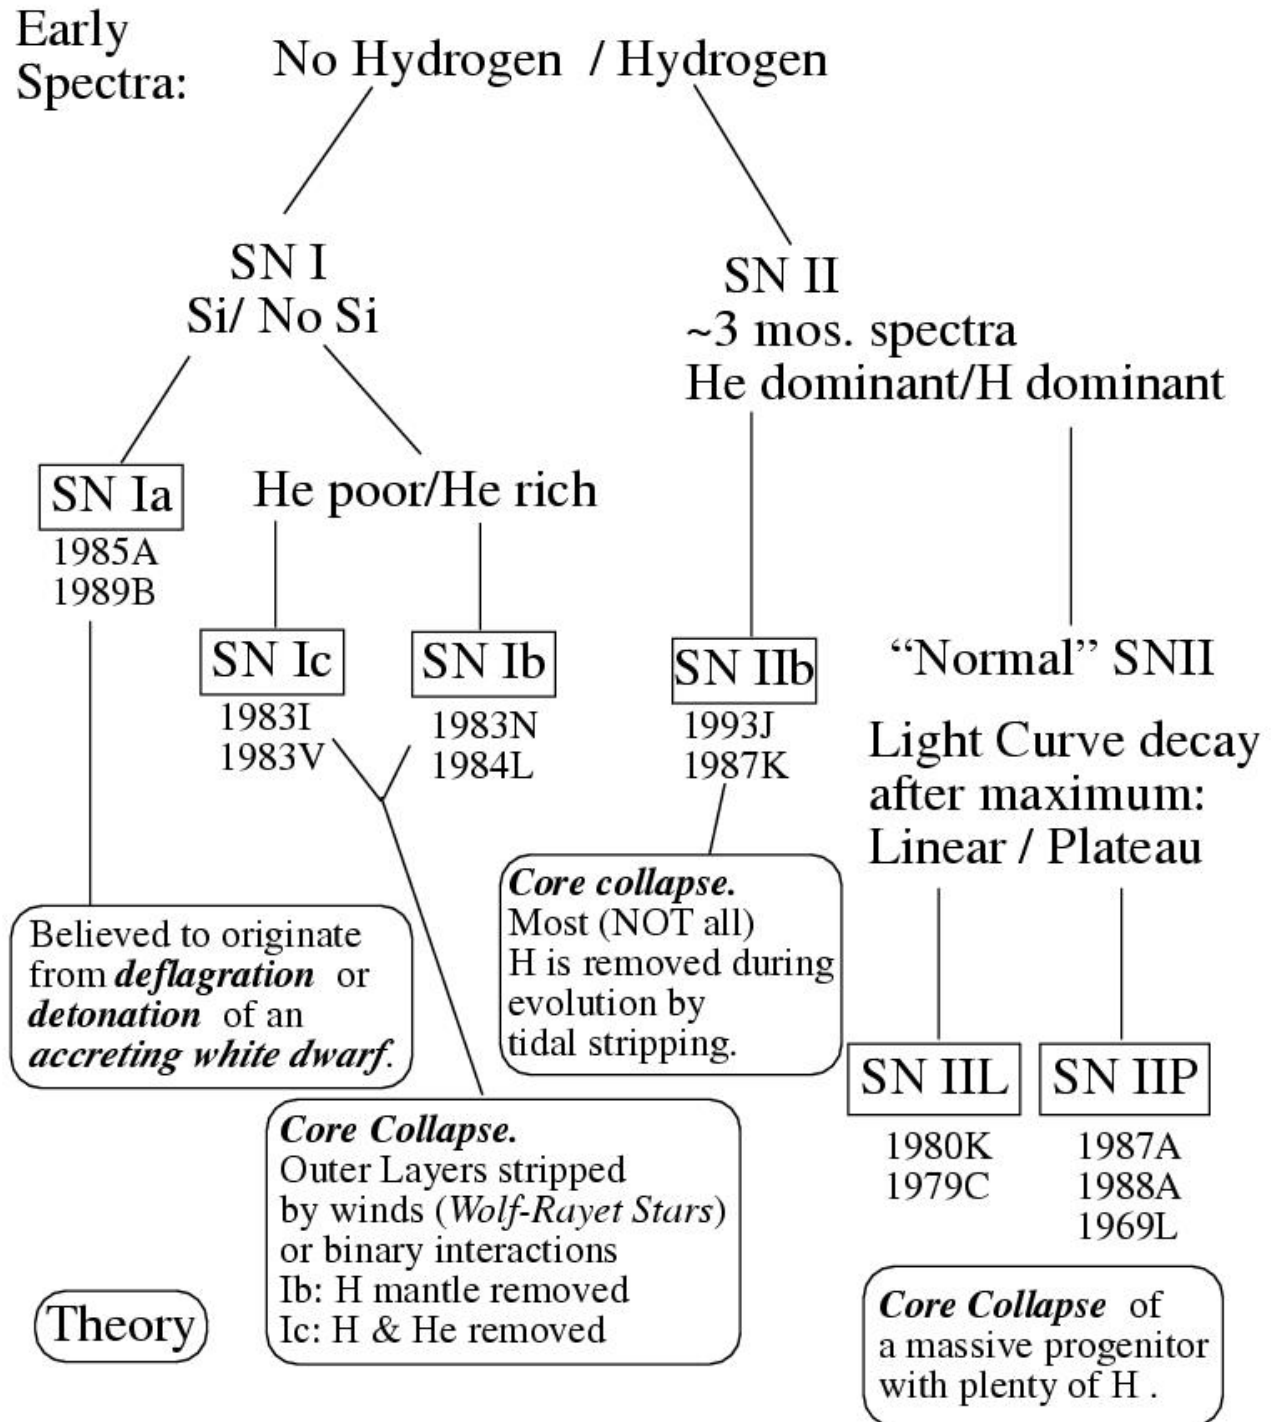 Early
Spectra:
No Hydrogen / Hydrogen
SN I
Si/ No Si
SN II
~3 mos. spectra
He dominant/H dominant
SN Ia
1985A
1989B
He poor/He rich
SN Ic
1983I
1983V
SN Ib
1983N
1984L
SN IIb
1993J
1987K
“Normal” SNII
Light Curve decay
after maximum:
Linear / Plateau
Believed to originate
from deflagration or
detonation of an
accreting white dwarf.
Core collapse.
Most (NOT all)
H is removed during
evolution by
tidal stripping.
Core Collapse.
Outer Layers stripped
by winds (Wolf-Rayet Stars)
or binary interactions
Ib: H mantle removed
Ic: H & He removed
SN IIL
1980K
1979C
SN IIP
1987A
1988A
1969L
Core Collapse of
a massive progenitor
with plenty of H .
Theory